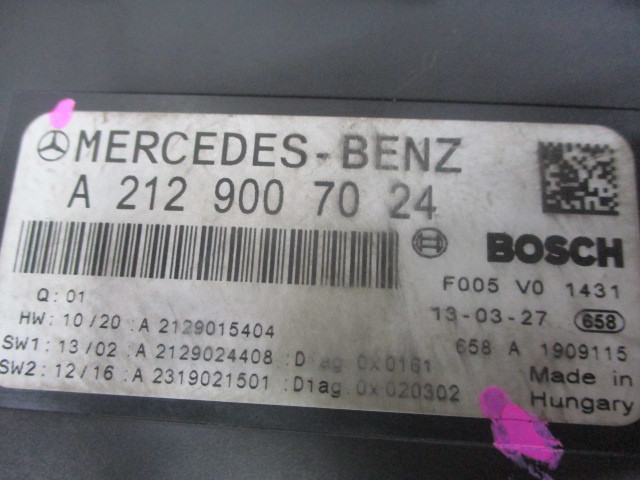 MERCEDES-BENZ
A 212 900 70 24
BOSCH
F005 V0 1431
Q:01
13-03-27 658
HW: 10/20 :A 2129015404
658 A 1909115
SW1: 13/02 :A 2129024408 :Diag 0x0161
Made in
SW2: 12/16 :A 2319021501 :Diag 0x020302
Hungary